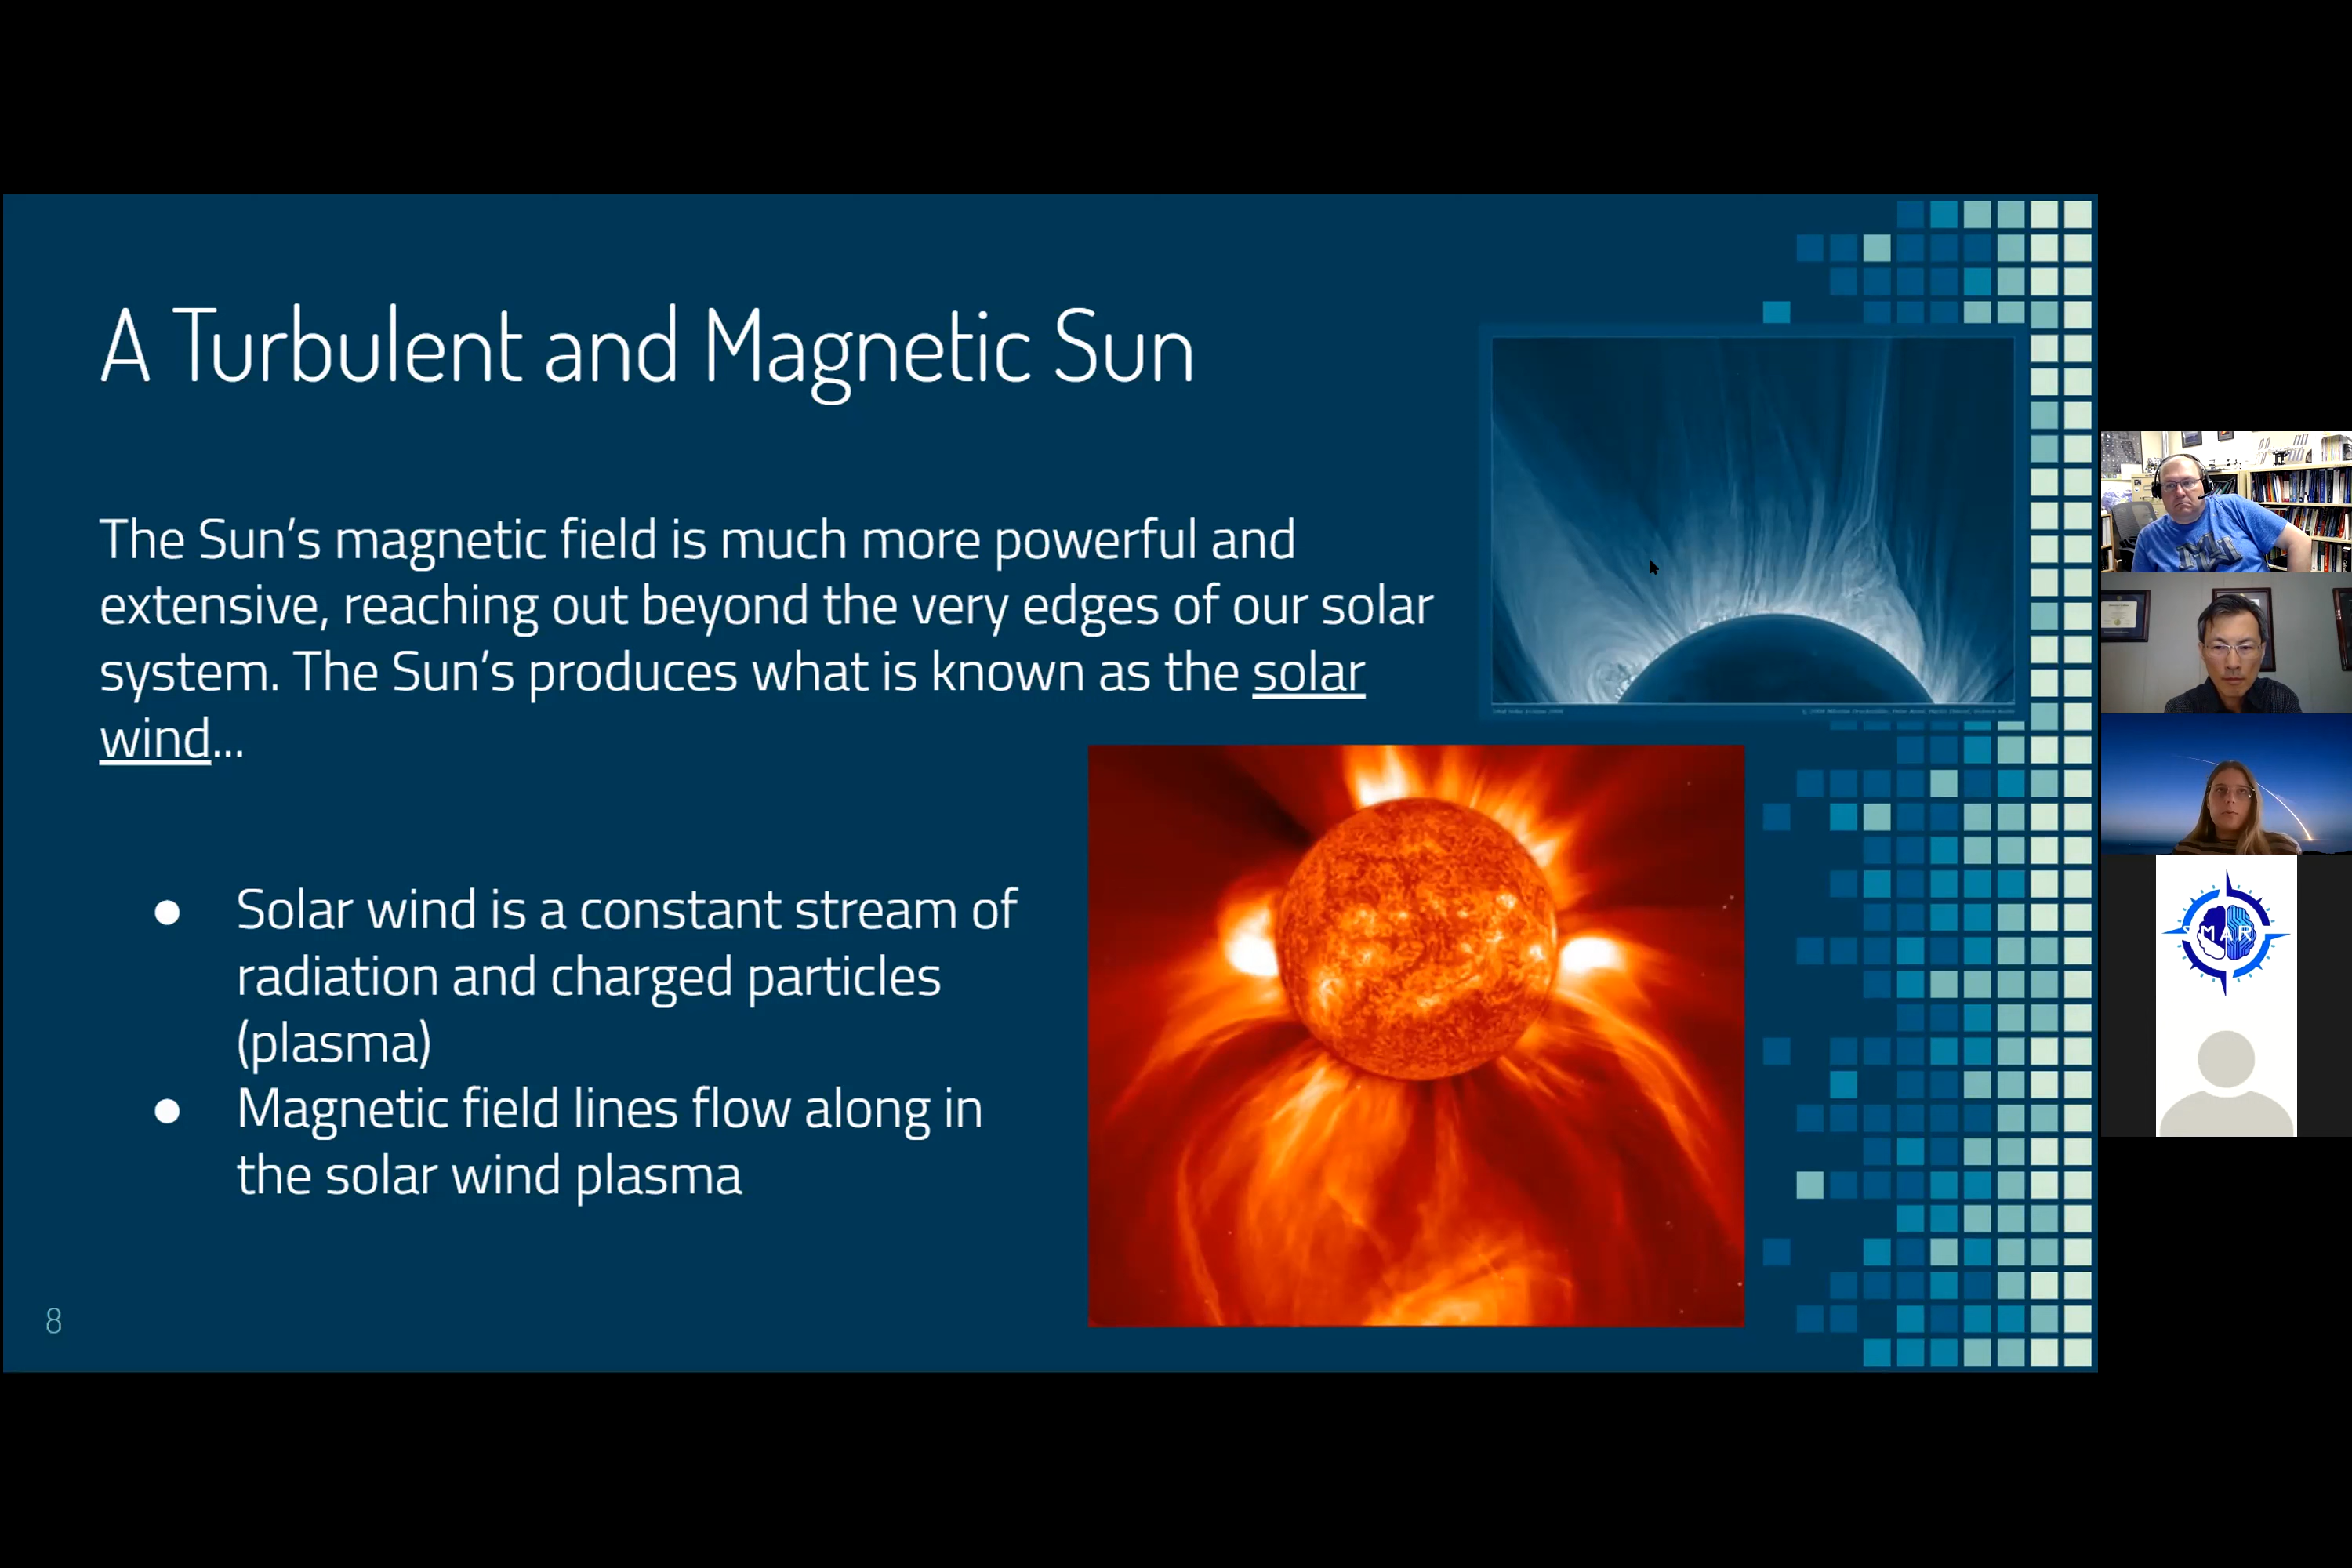 A Turbulent and Magnetic Sun
The Sun's magnetic field is much more powerful and
extensive, reaching out beyond the very edges of our solar
system. The Sun's produces what is known as the solar
wind...
● Solar wind is a constant stream of
radiation and charged particles
(plasma)
● Magnetic field lines flow along in
the solar wind plasma
8
MAR